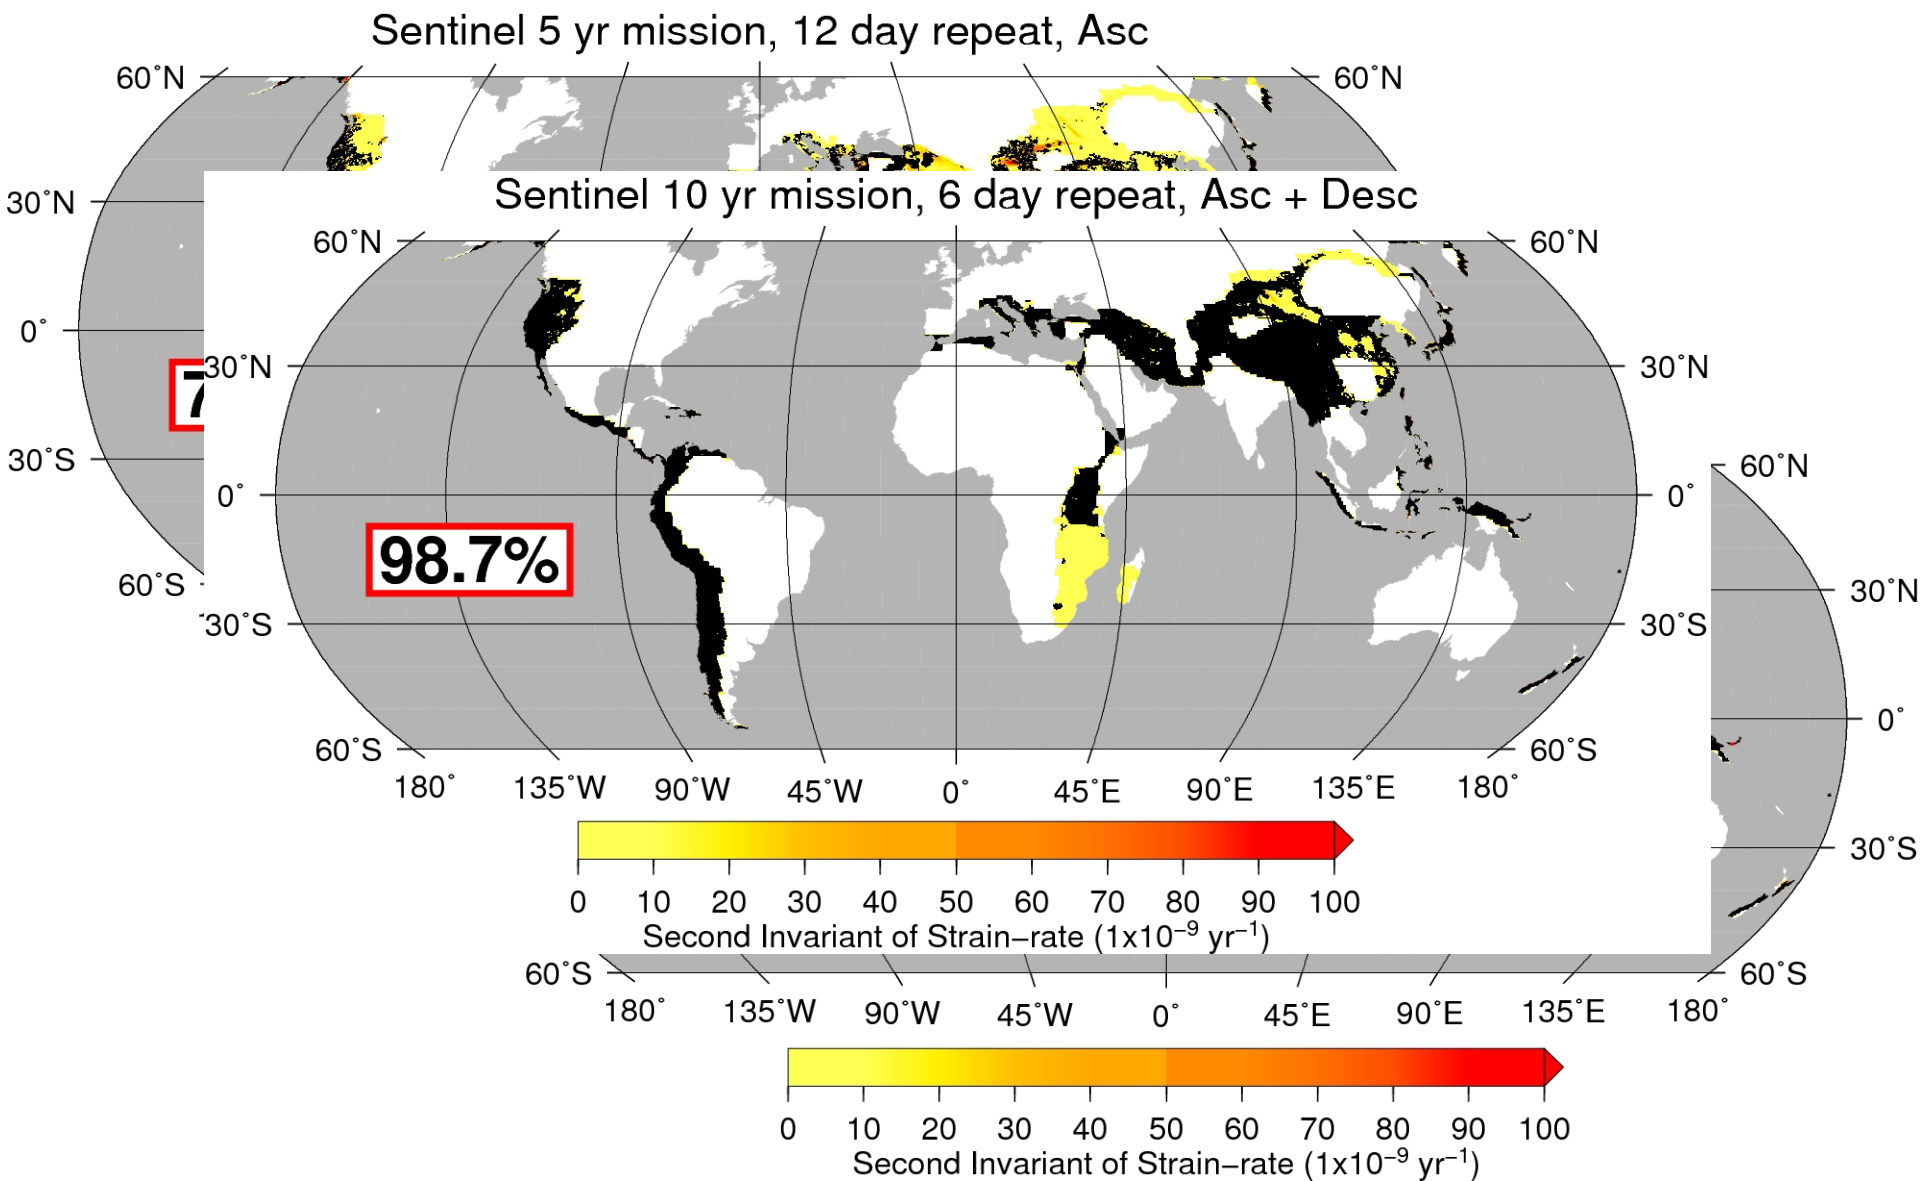 Sentinel 5 yr mission, 12 day repeat, Asc
60˚N 60˚N
30˚N
0˚
30˚S
60˚S
7
Sentinel 10 yr mission, 6 day repeat, Asc + Desc
60˚N 60˚N
30˚N 30˚N
0˚ 0˚
98.7%
30˚S 30˚S
60˚S 60˚S
180˚ 135˚W 90˚W 45˚W 0˚ 45˚E 90˚E 135˚E 180˚
0 10 20 30 40 50 60 70 80 90 100
Second Invariant of Strain−rate (1x10⁻⁹ yr⁻¹)
60˚N
30˚N
0˚
30˚S
60˚S 60˚S
180˚ 135˚W 90˚W 45˚W 0˚ 45˚E 90˚E 135˚E 180˚
0 10 20 30 40 50 60 70 80 90 100
Second Invariant of Strain−rate (1x10⁻⁹ yr⁻¹)